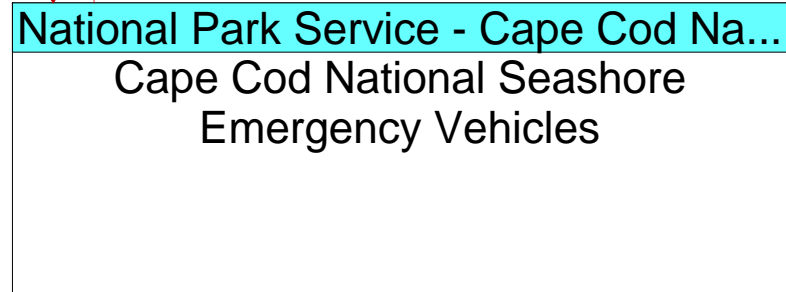 National Park Service - Cape Cod Na...
Cape Cod National Seashore
Emergency Vehicles